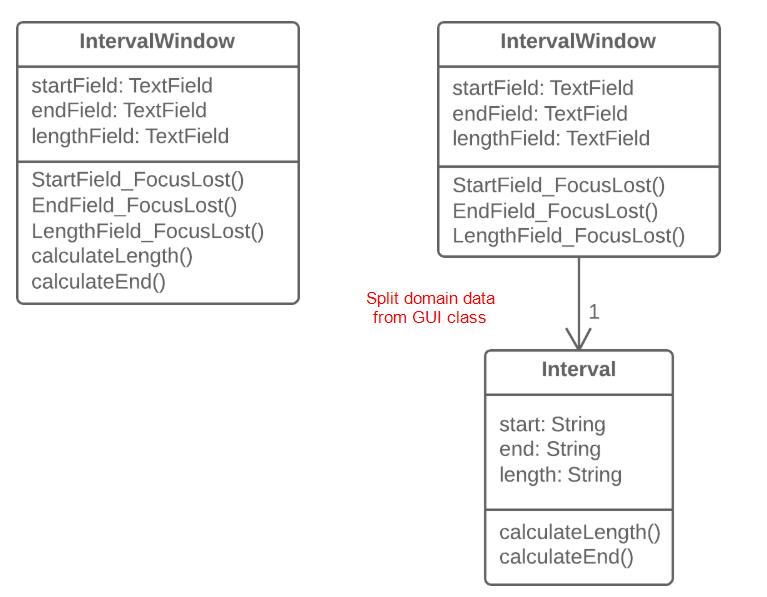 IntervalWindow
startField: TextField
endField: TextField
lengthField: TextField
StartField_FocusLost()
EndField_FocusLost()
LengthField_FocusLost()
calculateLength()
calculateEnd()
IntervalWindow
startField: TextField
endField: TextField
lengthField: TextField
StartField_FocusLost()
EndField_FocusLost()
LengthField_FocusLost()
Split domain data
from GUI class
1
Interval
start: String
end: String
length: String
calculateLength()
calculateEnd()